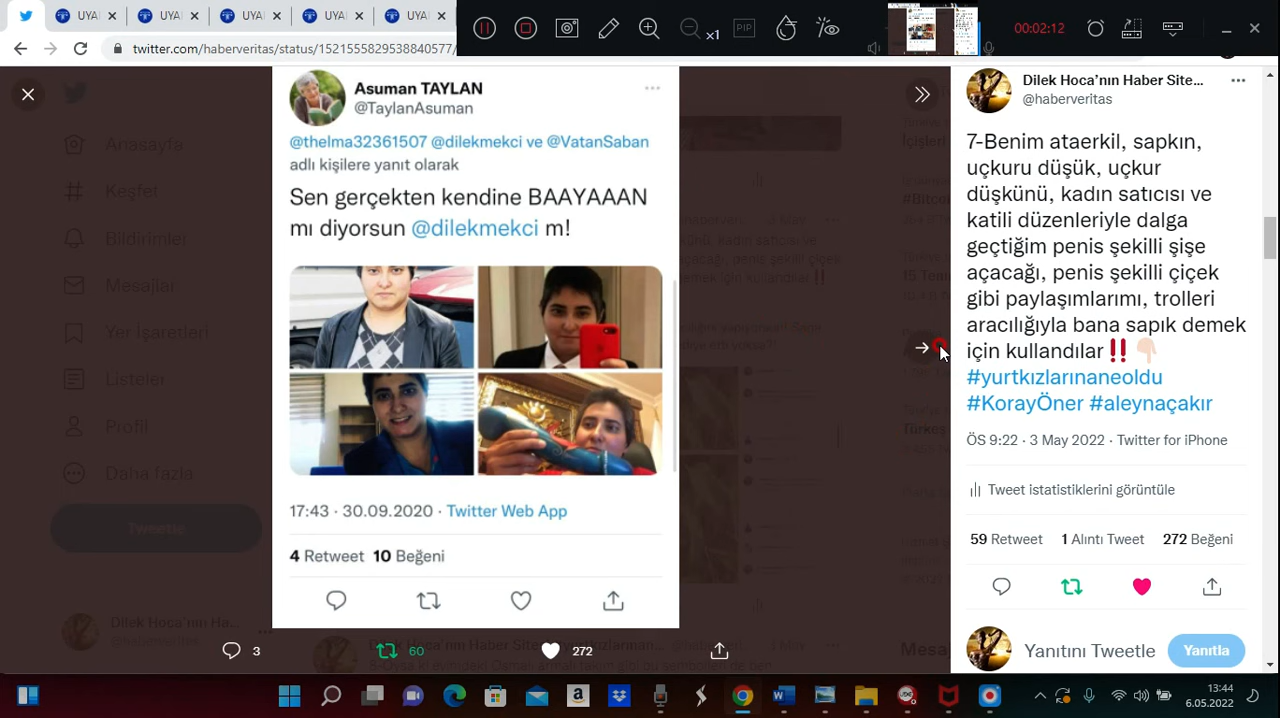 UYA
UYA
twitter.com/haberveritas/status/1521
x1
PIP
00:02:12
Anasayfa
Keşfet
Bildirimler
Mesajlar
Yer İşaretleri
Listeler
Profil
Daha fazla
Tweetle
Asuman TAYLAN
@TaylanAsuman
@thelma32361507 @dilekmekci ve @VatanSaban
adlı kişilere yanıt olarak
Sen gerçekten kendine BAAYAAAN
mı diyorsun @dilekmekci m!
17:43 · 30.09.2020 · Twitter Web App
4 Retweet 10 Beğeni
3
60
272
Dilek Hoca'nın Haber Site...
@haberveritas
7-Benim ataerkil, sapkın,
uçkuru düşük, uçkur
düşkünü, kadın satıcısı ve
katili düzenleriyle dalga
geçtiğim penis şekilli şişe
açacağı, penis şekilli çiçek
gibi paylaşımlarımı, trolleri
aracılığıyla bana sapık demek
için kullandılar ‼️👇🏻
#yurtkızlarınaneoldu
#KorayÖner #aleynaçakır
ÖS 9:22 · 3 May 2022 · Twitter for iPhone
Tweet istatistiklerini görüntüle
59 Retweet 1 Alıntı Tweet 272 Beğeni
Yanıtını Tweetle
Yanıtla
Dilek Hoca'nın Ha...
@haberveritas
13:44
6.05.2022